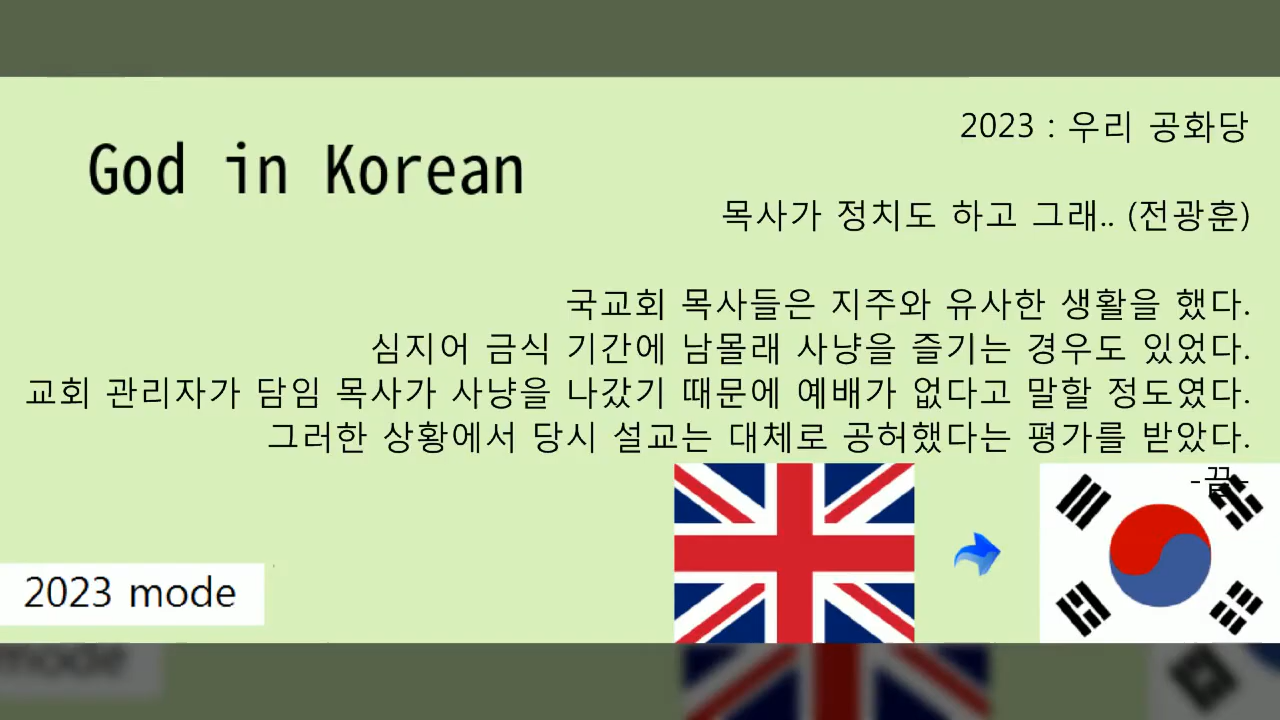 God in Korean
2023 : 우리 공화당
목사가 정치도 하고 그래.. (전광훈)
국교회 목사들은 지주와 유사한 생활을 했다.
심지어 금식 기간에 남몰래 사냥을 즐기는 경우도 있었다.
교회 관리자가 담임 목사가 사냥을 나갔기 때문에 예배가 없다고 말할 정도였다.
그러한 상황에서 당시 설교는 대체로 공허했다는 평가를 받았다.
-끝-
2023 mode
mode